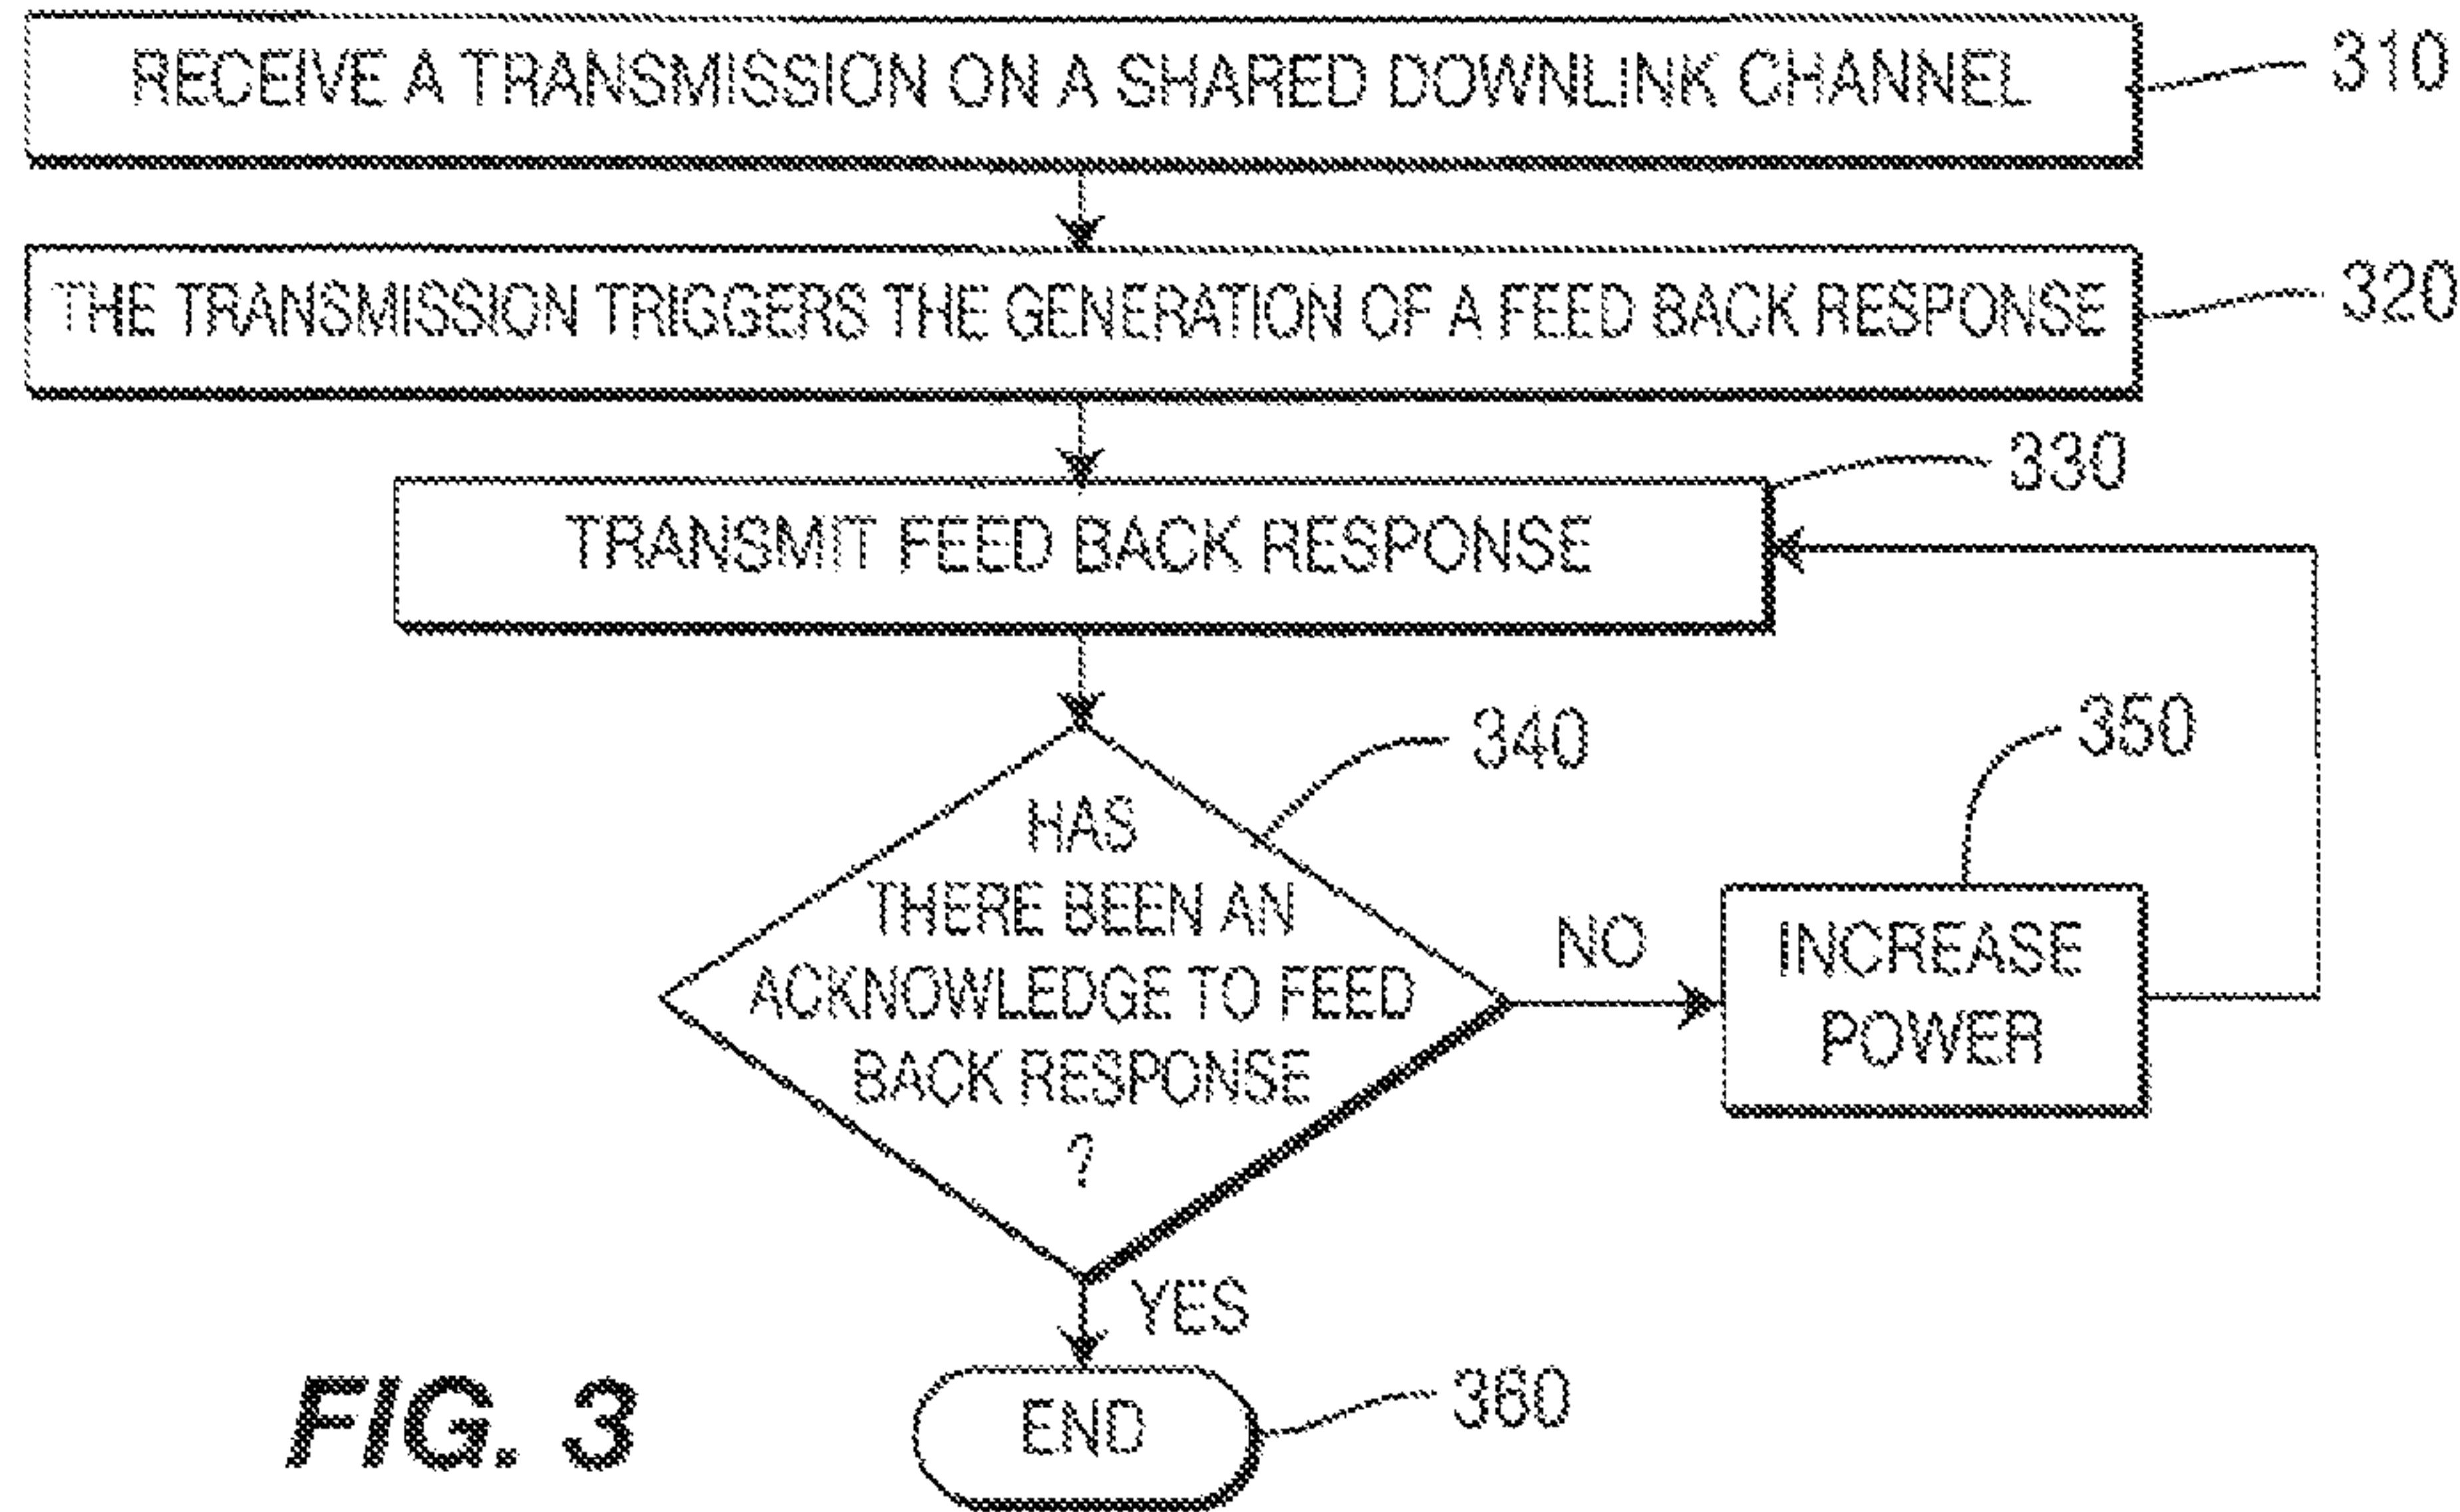 RECEIVE A TRANSMISSION ON A SHARED DOWNLINK CHANNEL
310
THE TRANSMISSION TRIGGERS THE GENERATION OF A FEED BACK RESPONSE
320
330
TRANSMIT FEED BACK RESPONSE
340
350
HAS
THERE BEEN AN
ACKNOWLEDGE TO FEED
BACK RESPONSE
?
NO
INCREASE
POWER
YES
END
360
FIG. 3